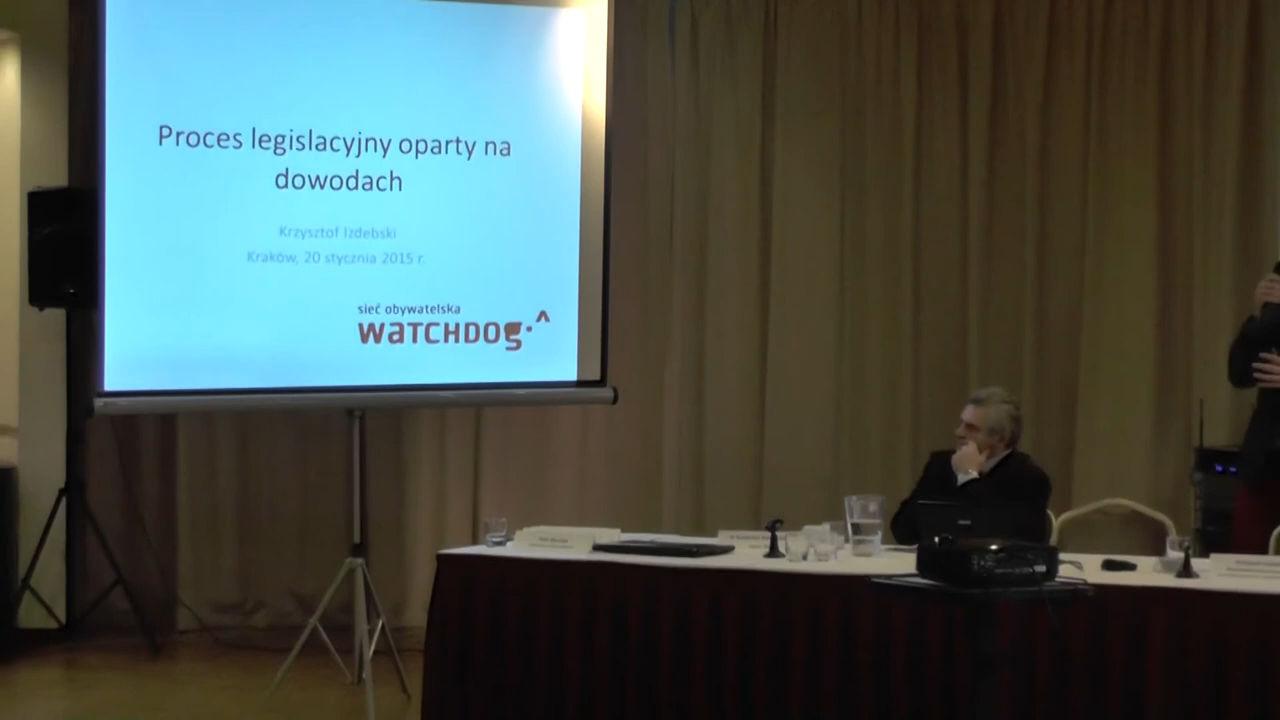 Proces legislacyjny oparty na
dowodach
Krzysztof Izdebski
Kraków, 20 stycznia 2015 r.
sieć obywatelska
WATCHDOG.^